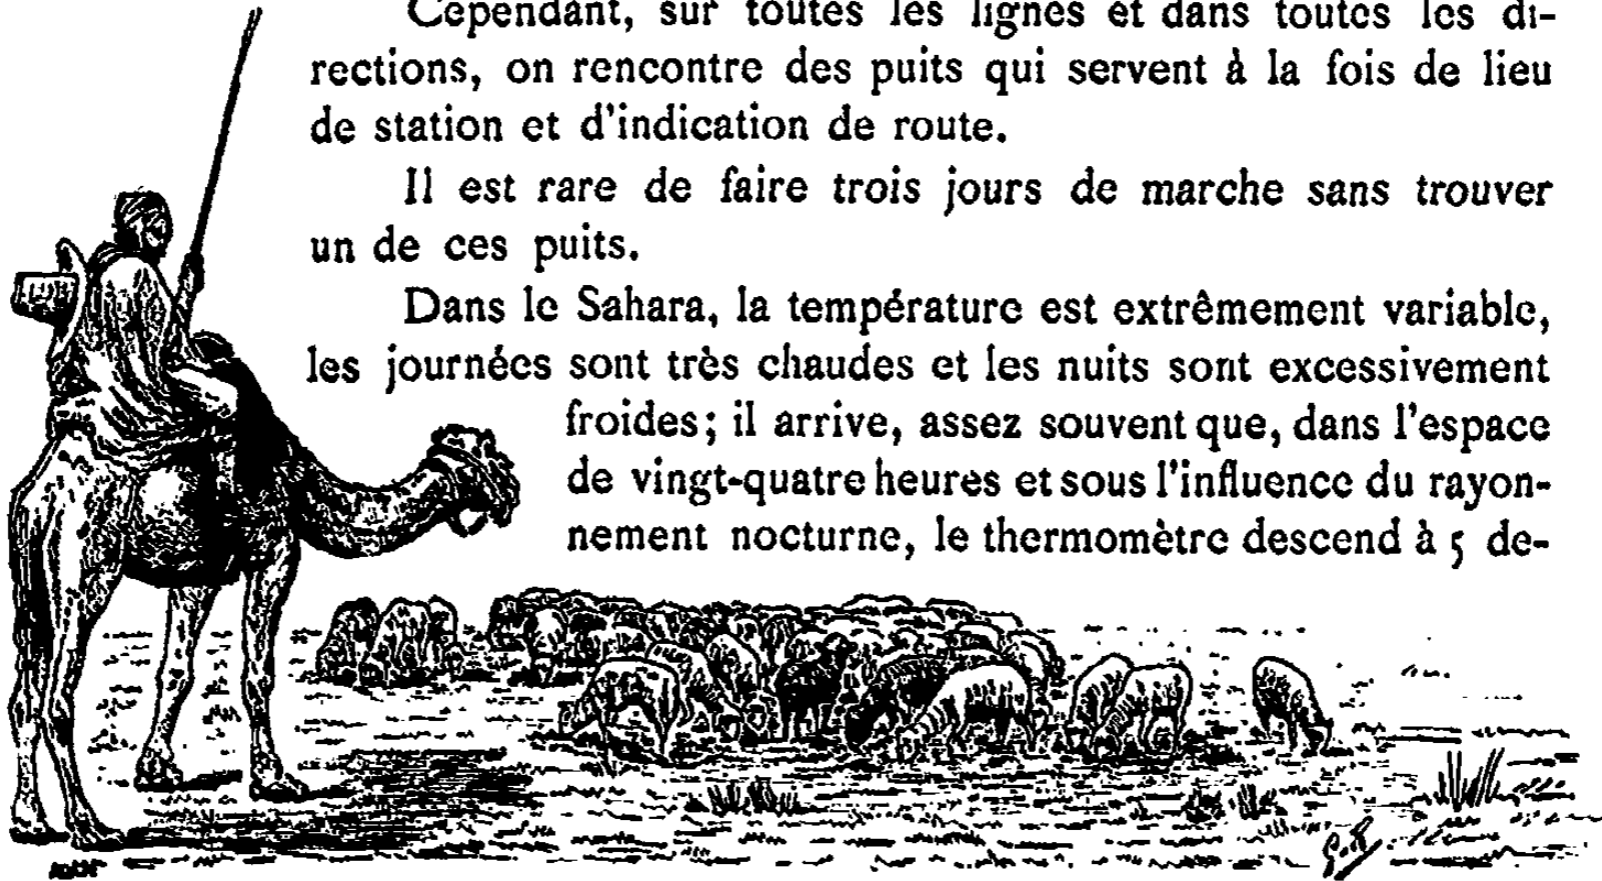 Cependant, sur toutes les lignes et dans toutes les di-
rections, on rencontre des puits qui servent à la fois de lieu
de station et d'indication de route.
Il est rare de faire trois jours de marche sans trouver
un de ces puits.
Dans le Sahara, la température est extrêmement variable,
les journées sont très chaudes et les nuits sont excessivement
froides; il arrive, assez souvent que, dans l'espace
de vingt-quatre heures et sous l'influence du rayon-
nement nocturne, le thermomètre descend à 5 de-